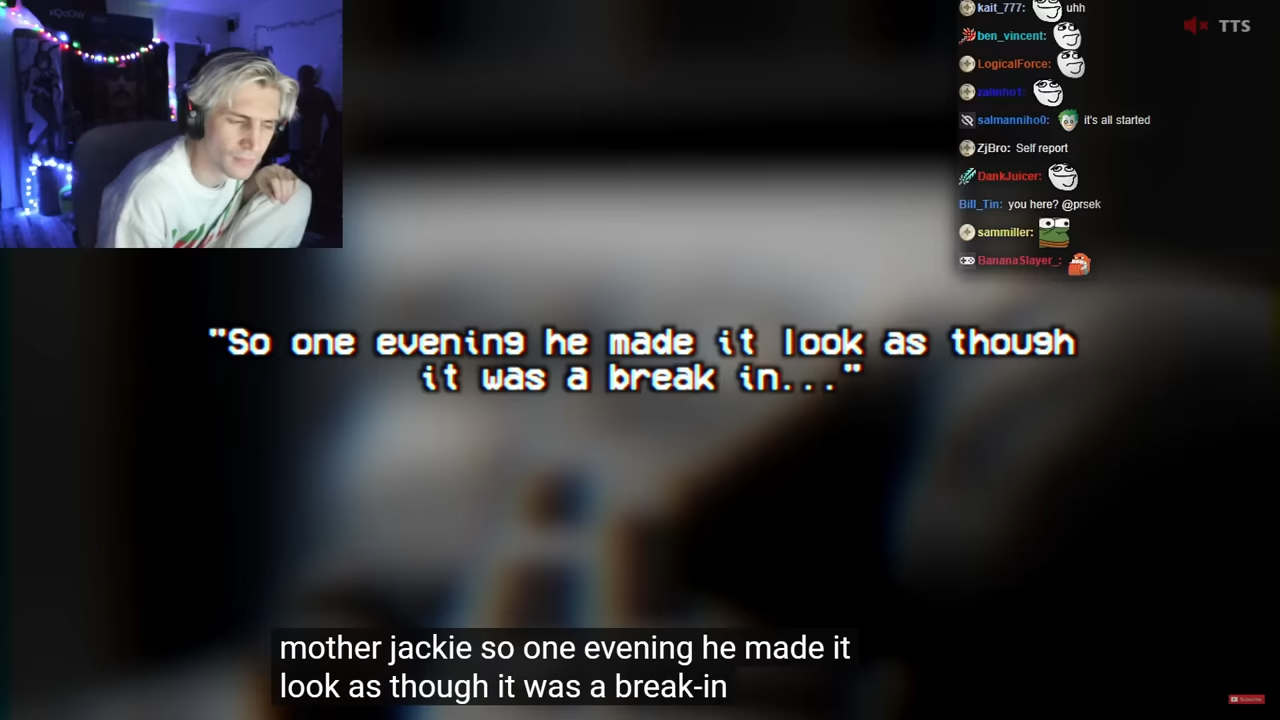 kait_777: uhh
ben_vincent:
LogicalForce:
salmanniho0: it's all started
ZjBro: Self report
DankJuicer:
Bill_Tin: you here? @prsek
sammiller:
BananaSlayer_:
TTS
"So one evening he made it look as though
it was a break in..."
mother jackie so one evening he made it
look as though it was a break-in
Subscribe